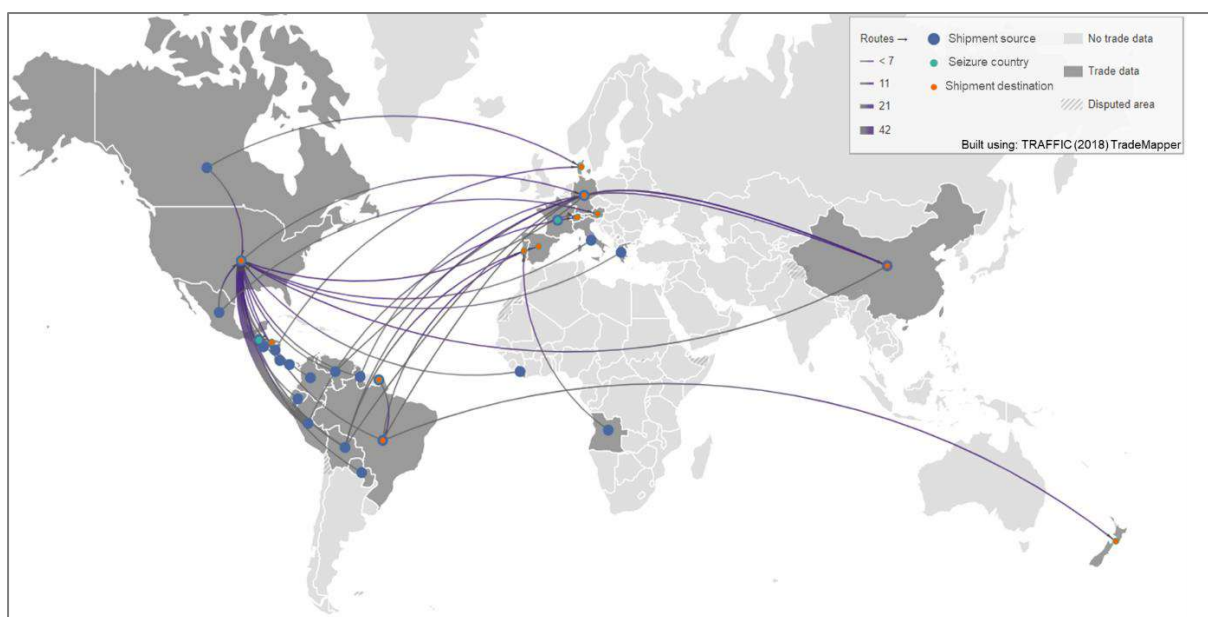 Routes →
< 7
11
21
42
Shipment source
Seizure country
Shipment destination
No trade data
Trade data
Disputed area
Built using: TRAFFIC (2018) TradeMapper